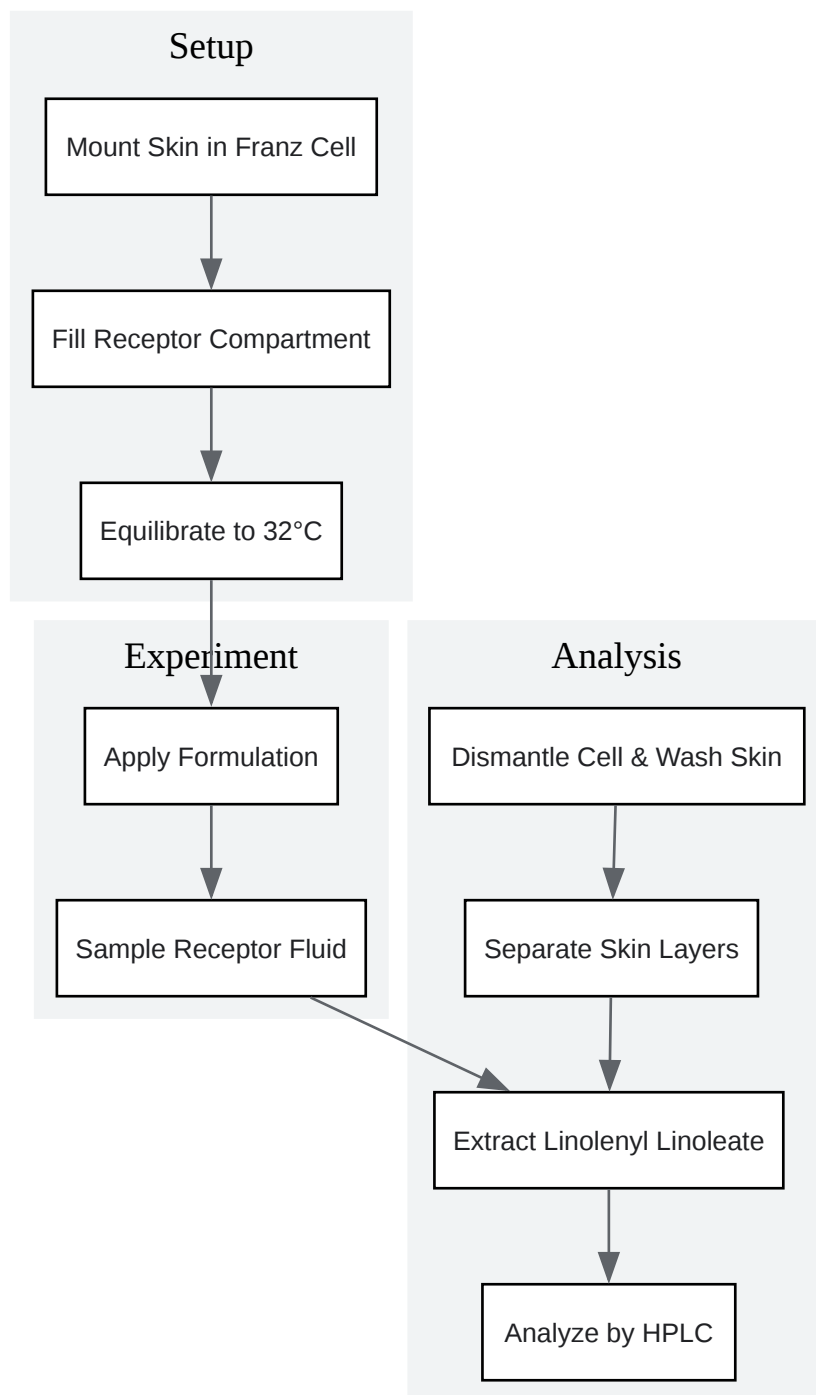 Setup
Mount Skin in Franz Cell
Fill Receptor Compartment
Equilibrate to 32°C
Experiment
Apply Formulation
Sample Receptor Fluid
Analysis
Dismantle Cell & Wash Skin
Separate Skin Layers
Extract Linolenyl Linoleate
Analyze by HPLC